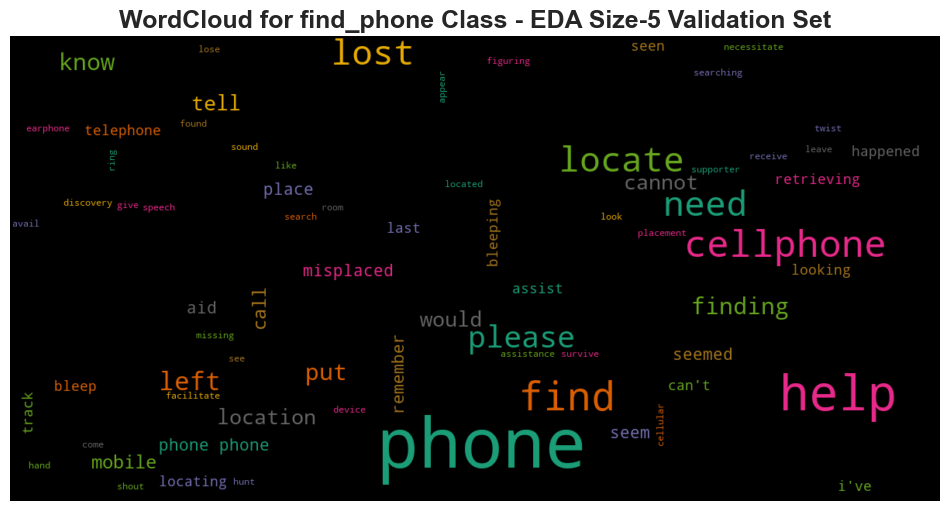 WordCloud for find_phone Class - EDA Size-5 Validation Set
lose
lost
seen
necessitate
know
figuring
searching
appear
tell
earphone
telephone
found
twist
sound
ring
like
locate
receive
leave
happened
supporter
place
located
cannot
retrieving
discovery
give
speech
room
search
look
need
avail
last
bleeping
placement
cellphone
misplaced
looking
assist
aid
call
would
finding
missing
please
see
assistance
survive
seemed
bleep
left
facilitate
put
remember
find
can't
help
track
location
device
cellular
come
phone phone
phone
seem
mobile
hand
shout
locating
hunt
i've